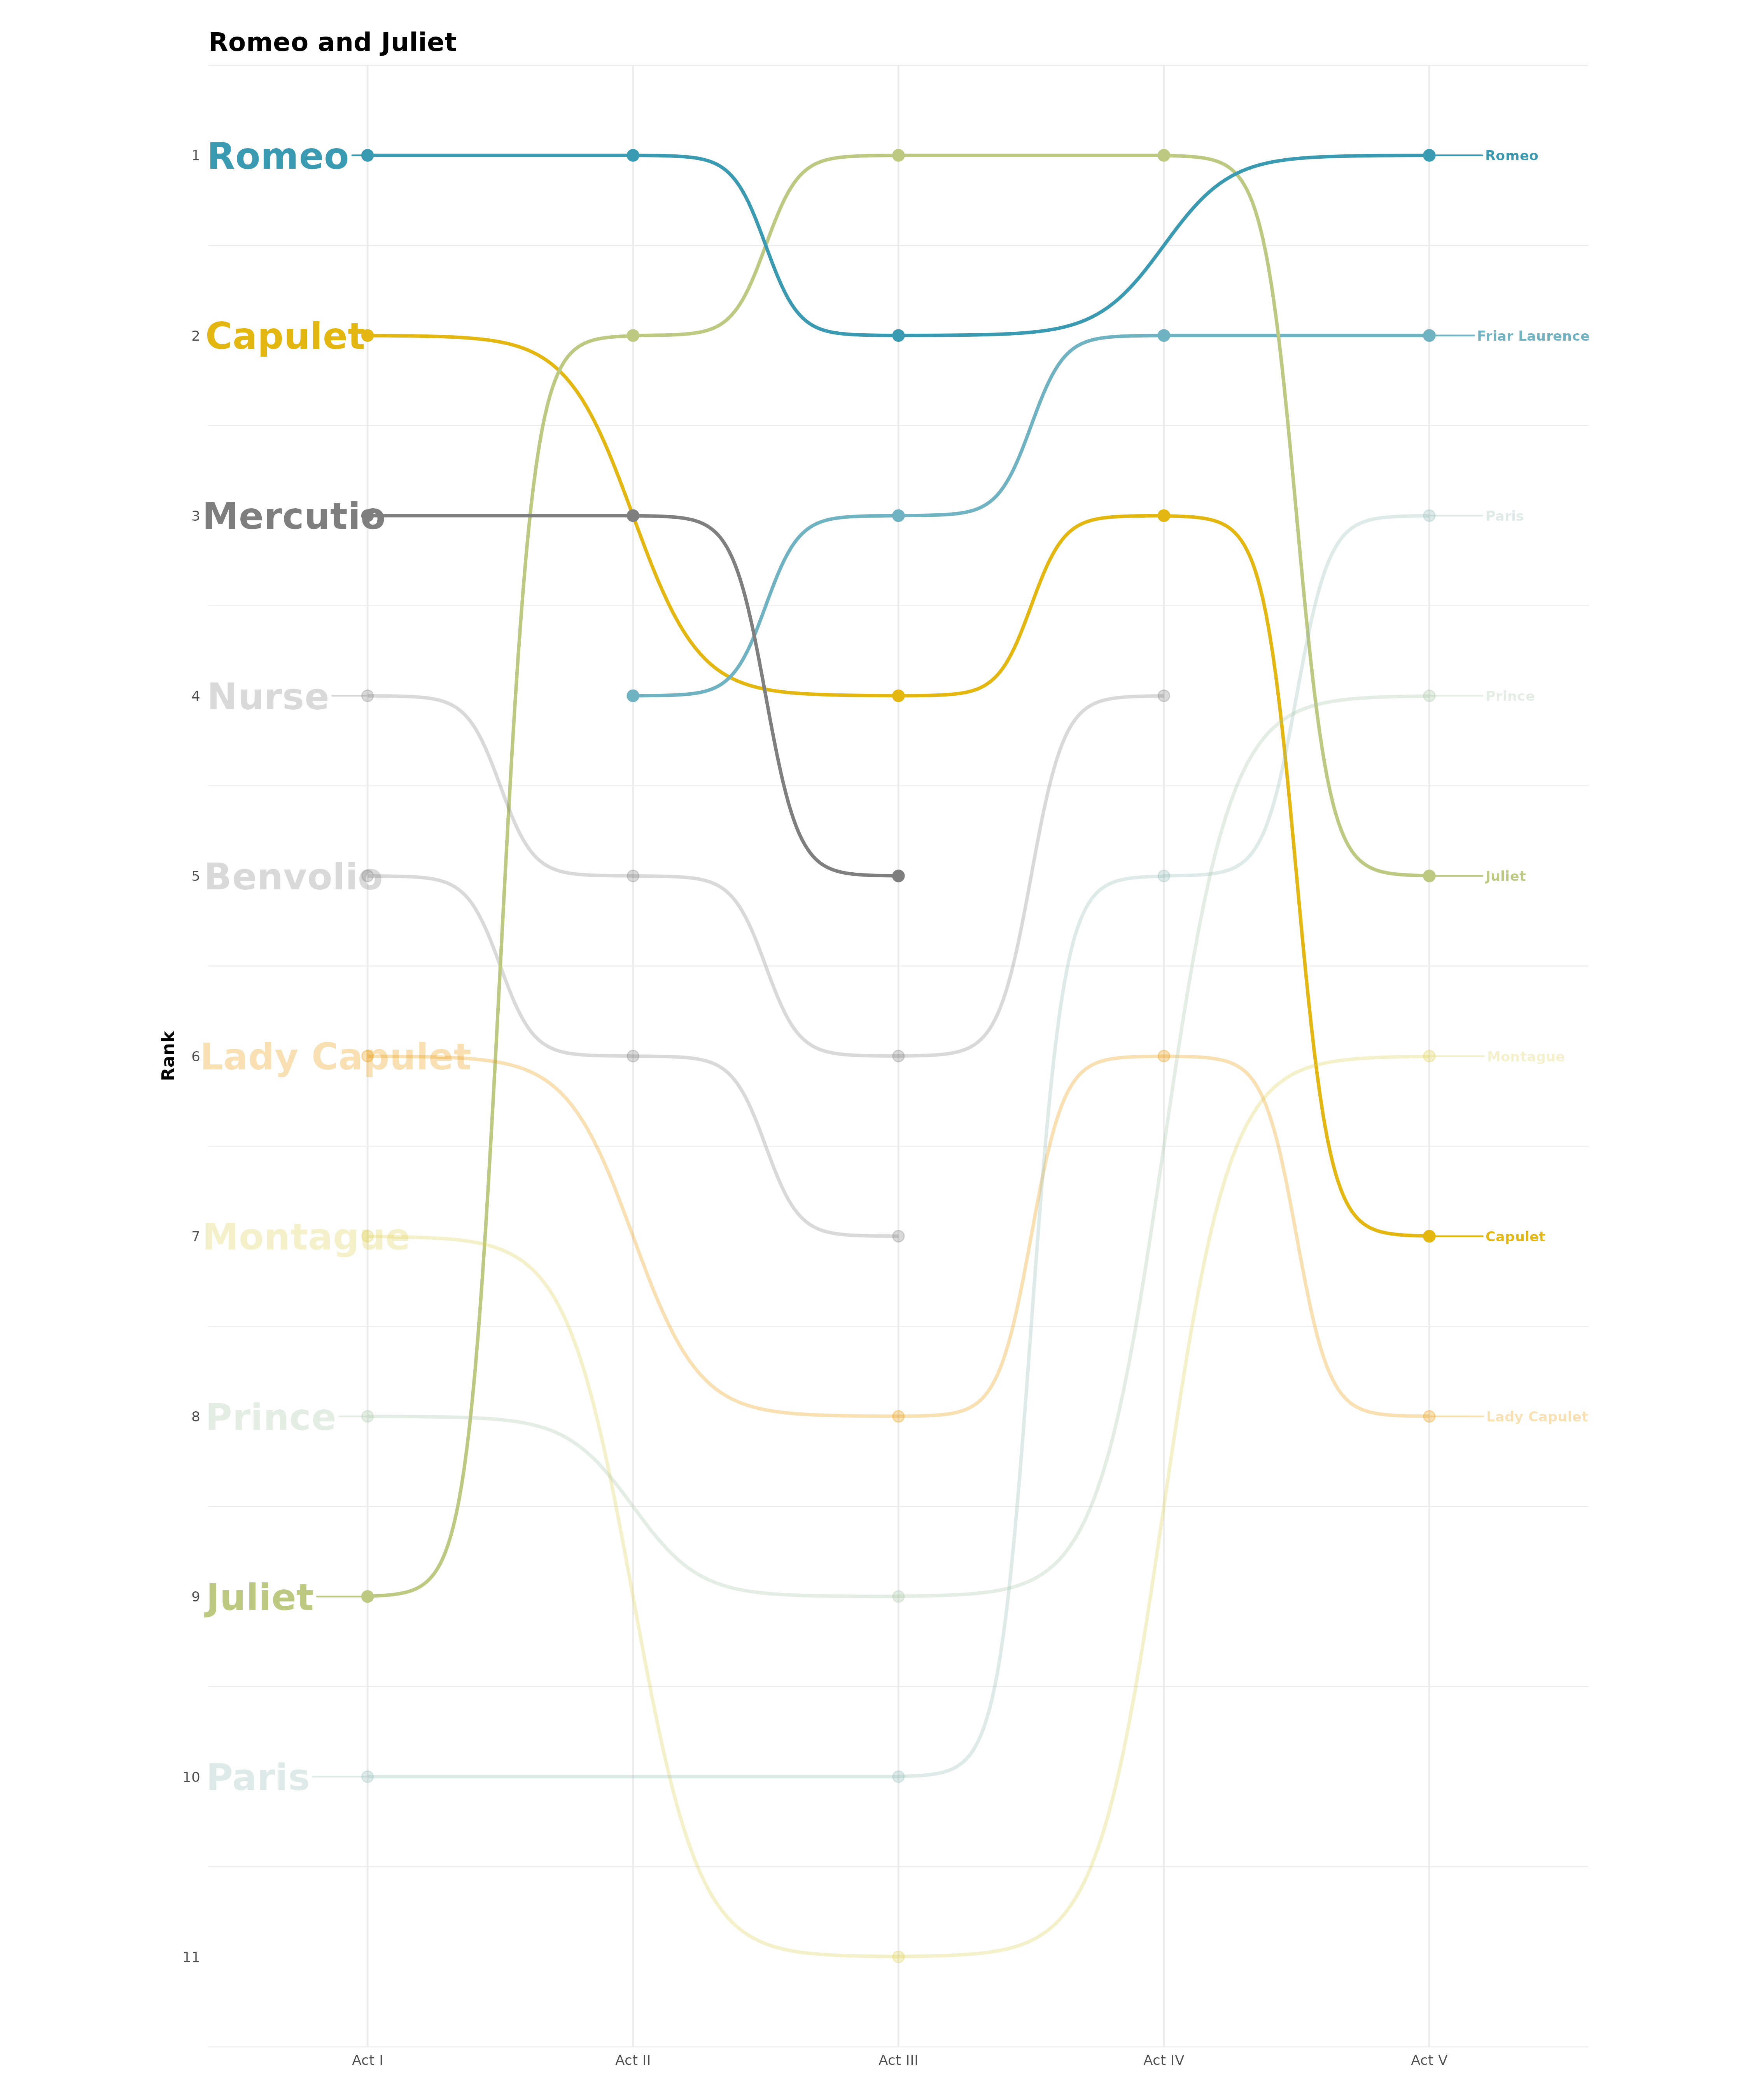 Romeo and Juliet
1 Romeo Romeo
2 Capulet Friar Laurence
3 Mercutio Paris
4 Nurse Prince
5 Benvolio Juliet
6 Lady Capulet Montague
7 Montague Capulet
8 Prince Lady Capulet
9 Juliet
10 Paris
11
Rank
Act I Act II Act III Act IV Act V